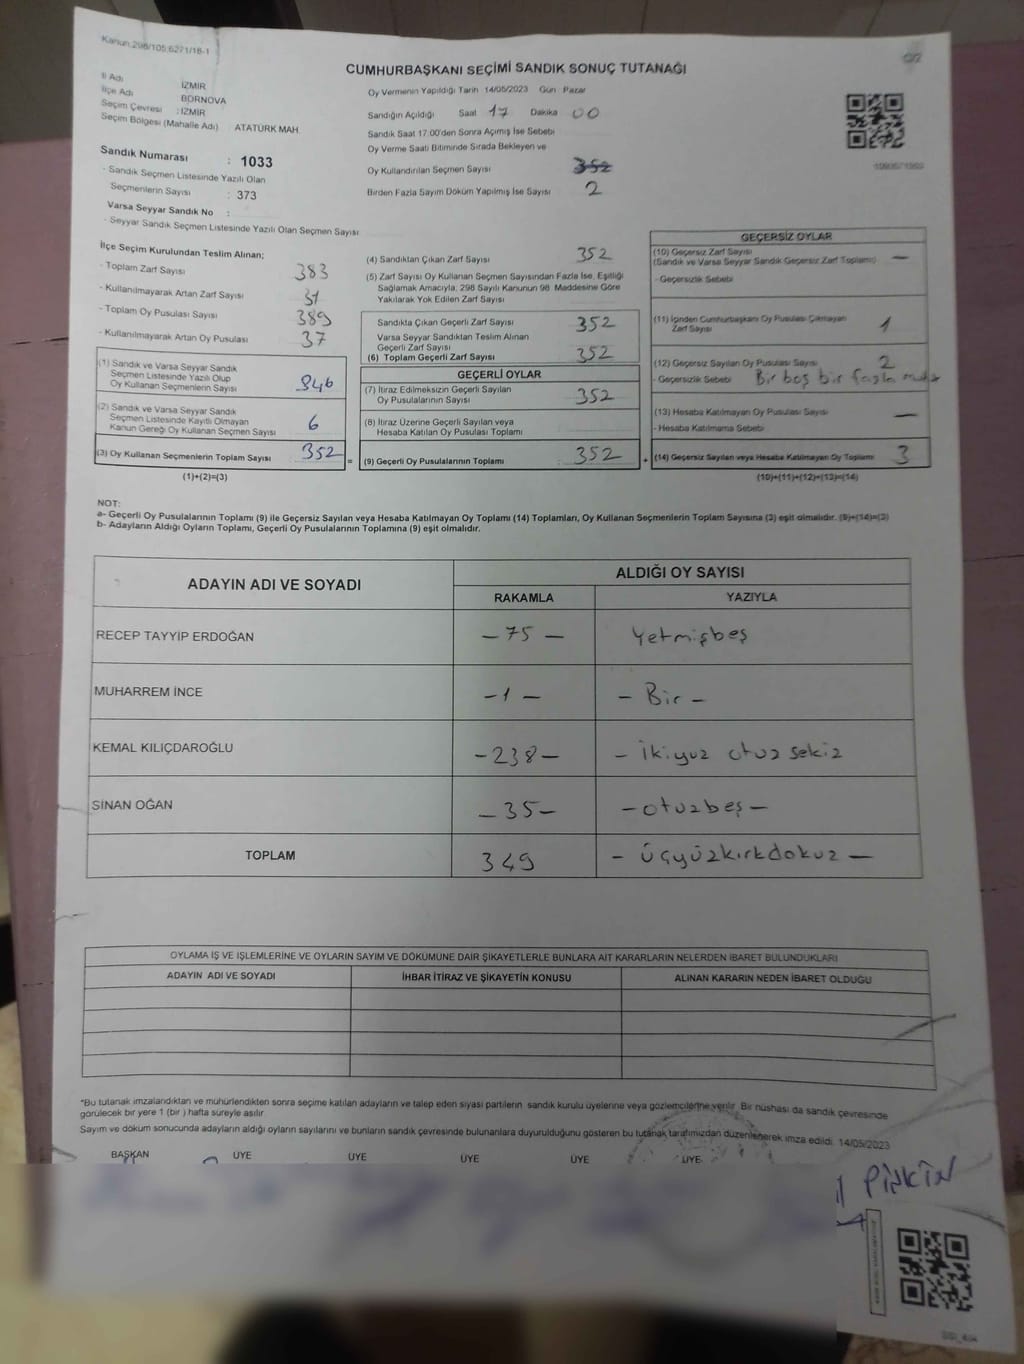 Kanun:298/105;6271/18-1
CUMHURBAŞKANI SEÇİMİ SANDIK SONUÇ TUTANAĞI
İl Adı : İZMİR
İlçe Adı : BORNOVA
Seçim Çevresi : İZMİR
Seçim Bölgesi (Mahalle Adı) : ATATÜRK MAH.
Sandık Numarası : 1033
- Sandık Seçmen Listesinde Yazılı Olan
Seçmenlerin Sayısı : 373
Varsa Seyyar Sandık No :
- Seyyar Sandık Seçmen Listesinde Yazılı Olan Seçmen Sayısı
Oy Vermenin Yapıldığı Tarih 14/05/2023 Gün Pazar
Sandığın Açıldığı Saat 17 Dakika 00
Sandık Saat 17:00'den Sonra Açılmış İse Sebebi
Oy Verme Saati Bitiminde Sırada Bekleyen ve
Oy Kullandırılan Seçmen Sayısı 352
Birden Fazla Sayım Döküm Yapılmış İse Sayısı 2
İlçe Seçim Kurulundan Teslim Alınan;
- Toplam Zarf Sayısı 383
- Kullanılmayarak Artan Zarf Sayısı 31
- Toplam Oy Pusulası Sayısı 389
- Kullanılmayarak Artan Oy Pusulası 37
(1) Sandık ve Varsa Seyyar Sandık
Seçmen Listesinde Yazılı Olup
Oy Kullanan Seçmenlerin Sayısı 346
(2) Sandık ve Varsa Seyyar Sandık
Seçmen Listesinde Kayıtlı Olmayan
Kanun Gereği Oy Kullanan Seçmen Sayısı 6
(3) Oy Kullanan Seçmenlerin Toplam Sayısı 352
(1)+(2)=(3)
(4) Sandıktan Çıkan Zarf Sayısı 352
(5) Zarf Sayısı Oy Kullanan Seçmen Sayısından Fazla İse, Eşitliği
Sağlamak Amacıyla; 298 Sayılı Kanunun 98. Maddesine Göre
Yakılarak Yok Edilen Zarf Sayısı
Sandıkta Çıkan Geçerli Zarf Sayısı 352
Varsa Seyyar Sandıktan Teslim Alınan
Geçerli Zarf Sayısı
(6) Toplam Geçerli Zarf Sayısı 352
GEÇERLİ OYLAR
(7) İtiraz Edilmeksizin Geçerli Sayılan
Oy Pusulalarının Sayısı 352
(8) İtiraz Üzerine Geçerli Sayılan veya
Hesaba Katılan Oy Pusulası Toplamı
= (9) Geçerli Oy Pusulalarının Toplamı : 352 +
GEÇERSİZ OYLAR
(10) Geçersiz Zarf Sayısı
(Sandık ve Varsa Seyyar Sandık Geçersiz Zarf Toplamı) —
- Geçersizlik Sebebi
(11) İçinden Cumhurbaşkanı Oy Pusulası Çıkmayan
Zarf Sayısı 1
(12) Geçersiz Sayılan Oy Pusulası Sayısı 2
- Geçersizlik Sebebi Bir boş bir fazla
(13) Hesaba Katılmayan Oy Pusulası Sayısı —
- Hesaba Katılmama Sebebi
(14) Geçersiz Sayılan veya Hesaba Katılmayan Oy Toplamı 3
(10)+(11)+(12)+(13)=(14)
NOT:
a- Geçerli Oy Pusulalarının Toplamı (9) ile Geçersiz Sayılan veya Hesaba Katılmayan Oy Toplamı (14) Toplamları, Oy Kullanan Seçmenlerin Toplam Sayısına (3) eşit olmalıdır. (9)+(14)=(3)
b- Adayların Aldığı Oyların Toplamı, Geçerli Oy Pusulalarının Toplamına (9) eşit olmalıdır.
ADAYIN ADI VE SOYADI ALDIĞI OY SAYISI
RAKAMLA YAZIYLA
RECEP TAYYİP ERDOĞAN – 75 – Yetmişbeş
MUHARREM İNCE – 1 – – Bir –
KEMAL KILIÇDAROĞLU – 238 – – İkiyüz otuz sekiz
SİNAN OĞAN – 35 – – otuzbeş –
TOPLAM 349 – üçyüzkırkdokuz –
OYLAMA İŞ VE İŞLEMLERİNE VE OYLARIN SAYIM VE DÖKÜMÜNE DAİR ŞİKAYETLERLE BUNLARA AİT KARARLARIN NELERDEN İBARET BULUNDUKLARI
ADAYIN ADI VE SOYADI İHBAR İTİRAZ VE ŞİKAYETİN KONUSU ALINAN KARARIN NEDEN İBARET OLDUĞU
*Bu tutanak imzalandıktan ve mühürlendikten sonra seçime katılan adayların ve talep eden siyasi partilerin sandık kurulu üyelerine veya gözlemcilerine verilir. Bir nüshası da sandık çevresinde
görülecek bir yere 1 (bir) hafta süreyle asılır.
Sayım ve döküm sonucunda adayların aldığı oyların sayılarını ve bunların sandık çevresinde bulunanlara duyurulduğunu gösteren bu tutanak tarafımızdan düzenlenerek imza edildi. 14/05/2023
BAŞKAN ÜYE ÜYE ÜYE ÜYE ÜYE
PİŞKİN